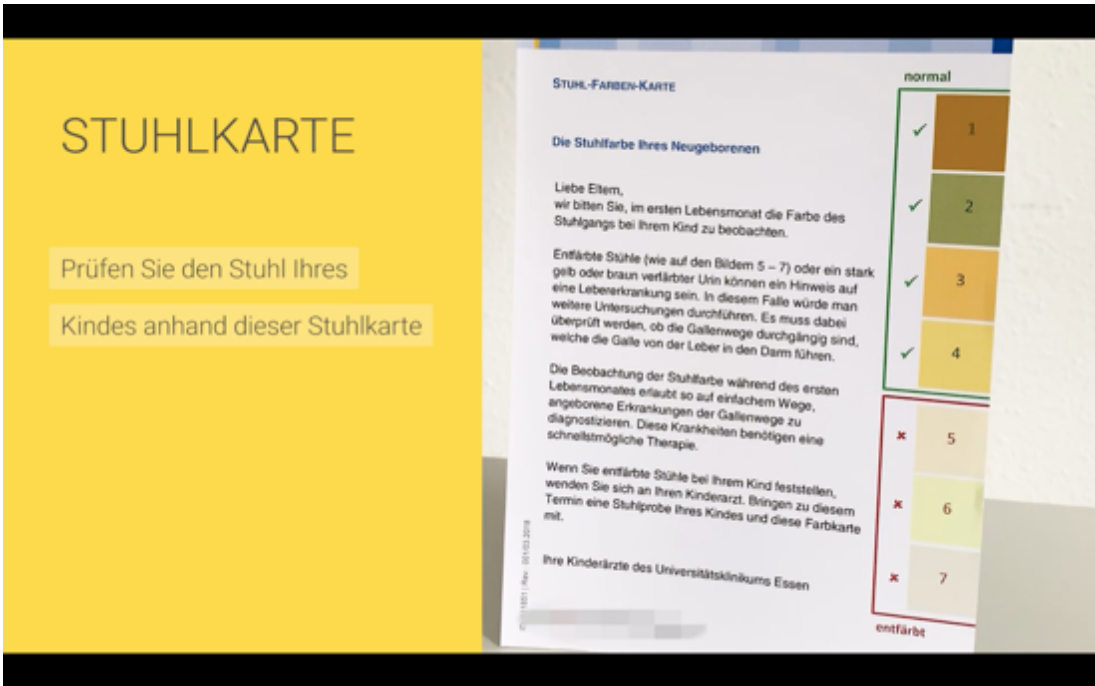 STUHLKARTE
Prüfen Sie den Stuhl Ihres
Kindes anhand dieser Stuhlkarte
STUHL-FARBEN-KARTE
Die Stuhlfarbe Ihres Neugeborenen
Liebe Eltern,
wir bitten Sie, im ersten Lebensmonat die Farbe des
Stuhlgangs bei Ihrem Kind zu beobachten.
Entfärbte Stühle (wie auf den Bildern 5 – 7) oder ein stark
gelb oder braun verfärbter Urin können ein Hinweis auf
eine Lebererkrankung sein. In diesem Falle würde man
weitere Untersuchungen durchführen. Es muss dabei
überprüft werden, ob die Gallenwege durchgängig sind,
welche die Galle von der Leber in den Darm führen.
Die Beobachtung der Stuhlfarbe während des ersten
Lebensmonates erlaubt so auf einfachem Wege,
angeborene Erkrankungen der Gallenwege zu
diagnostizieren. Diese Krankheiten benötigen eine
schnellstmögliche Therapie.
Wenn Sie entfärbte Stühle bei Ihrem Kind feststellen,
wenden Sie sich an Ihren Kinderarzt. Bringen zu diesem
Termin eine Stuhlprobe Ihres Kindes und diese Farbkarte
mit.
Ihre Kinderärzte des Universitätsklinikums Essen
normal
1
2
3
4
5
6
7
entfärbt